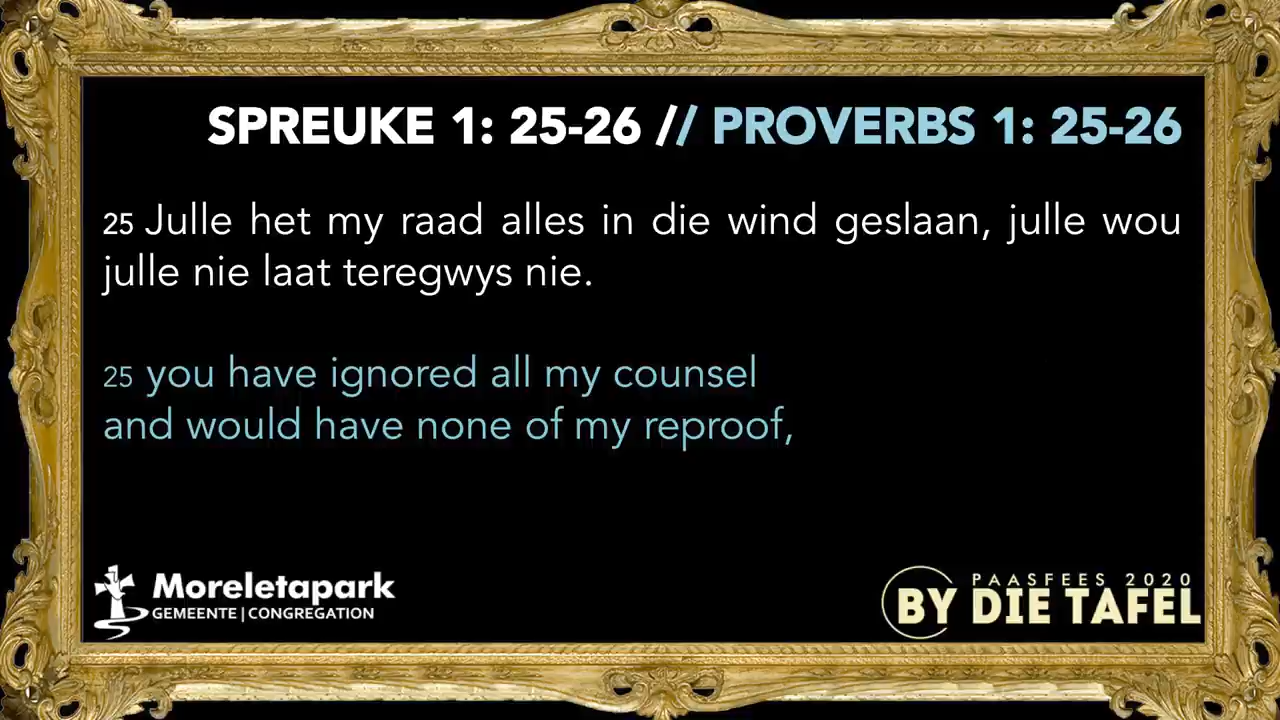 SPREUKE 1: 25-26 // PROVERBS 1: 25-26
25 Julle het my raad alles in die wind geslaan, julle wou
julle nie laat teregwys nie.
25 you have ignored all my counsel
and would have none of my reproof,
Moreletapark
GEMEENTE | CONGREGATION
PAASFEES 2020
BY DIE TAFEL